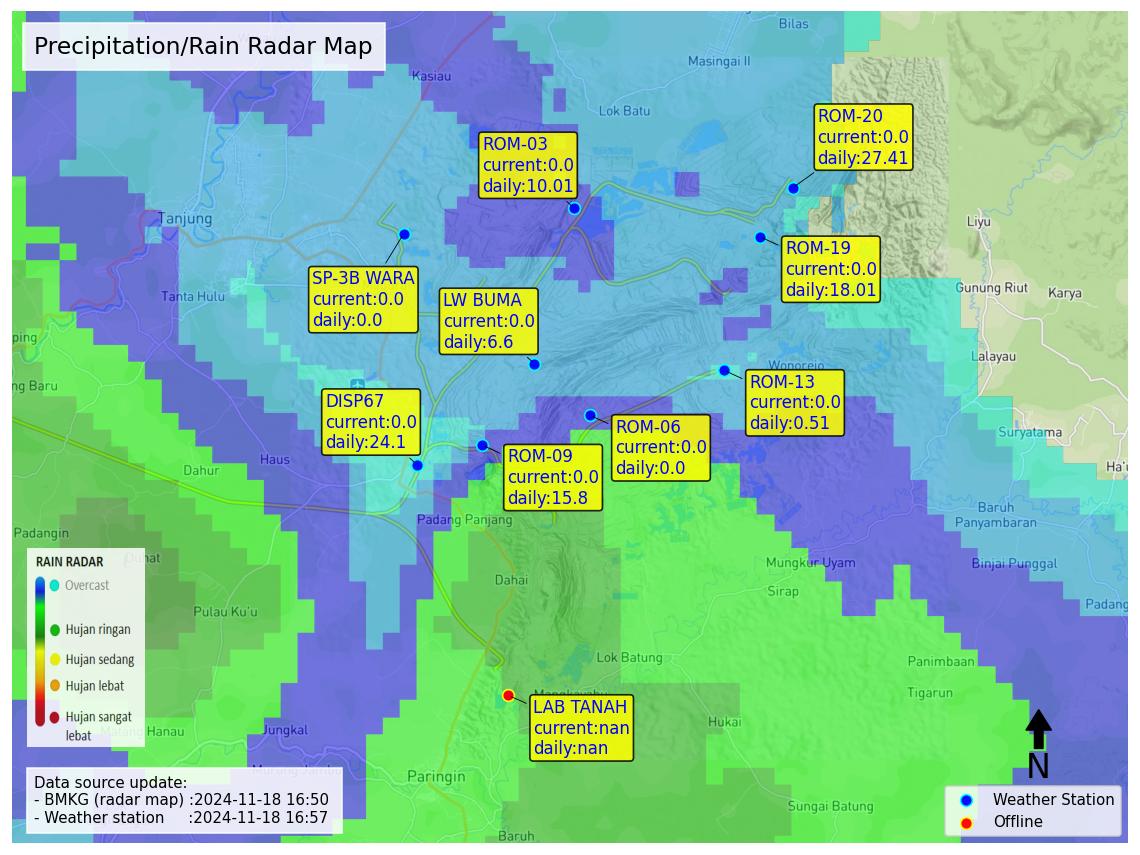 Precipitation/Rain Radar Map
Bilas
Masingai II
Kasiau
Lok Batu
ROM-20
current:0.0
daily:27.41
ROM-03
current:0.0
daily:10.01
Tanjung
Liyu
ROM-19
current:0.0
daily:18.01
SP-3B WARA
current:0.0
daily:0.0
LW BUMA
current:0.0
daily:6.6
Tanta Hulu
Gunung Riut
Karya
ping
Lalayau
Wonorejo
ng Baru
ROM-13
current:0.0
daily:0.51
DISP67
current:0.0
daily:24.1
ROM-06
current:0.0
daily:0.0
Suryatama
ROM-09
current:0.0
daily:15.8
Haus
Dahur
Ha'u
Padang Panjang
Baruh
Panyambaran
Padangin
Mungkur Uyam
Binjai Punggal
Dahai
Sirap
Padang
Pulau Ku'u
RAIN RADAR
Overcast
Hujan ringan
Hujan sedang
Hujan lebat
Hujan sangat
lebat
Lok Batung
Panimbaan
Tigarun
LAB TANAH
current:nan
daily:nan
Hukai
Hanau
Jungkal
Paringin
Sungai Batung
Baruh
Data source update:
- BMKG (radar map) :2024-11-18 16:50
- Weather station :2024-11-18 16:57
N
Weather Station
Offline